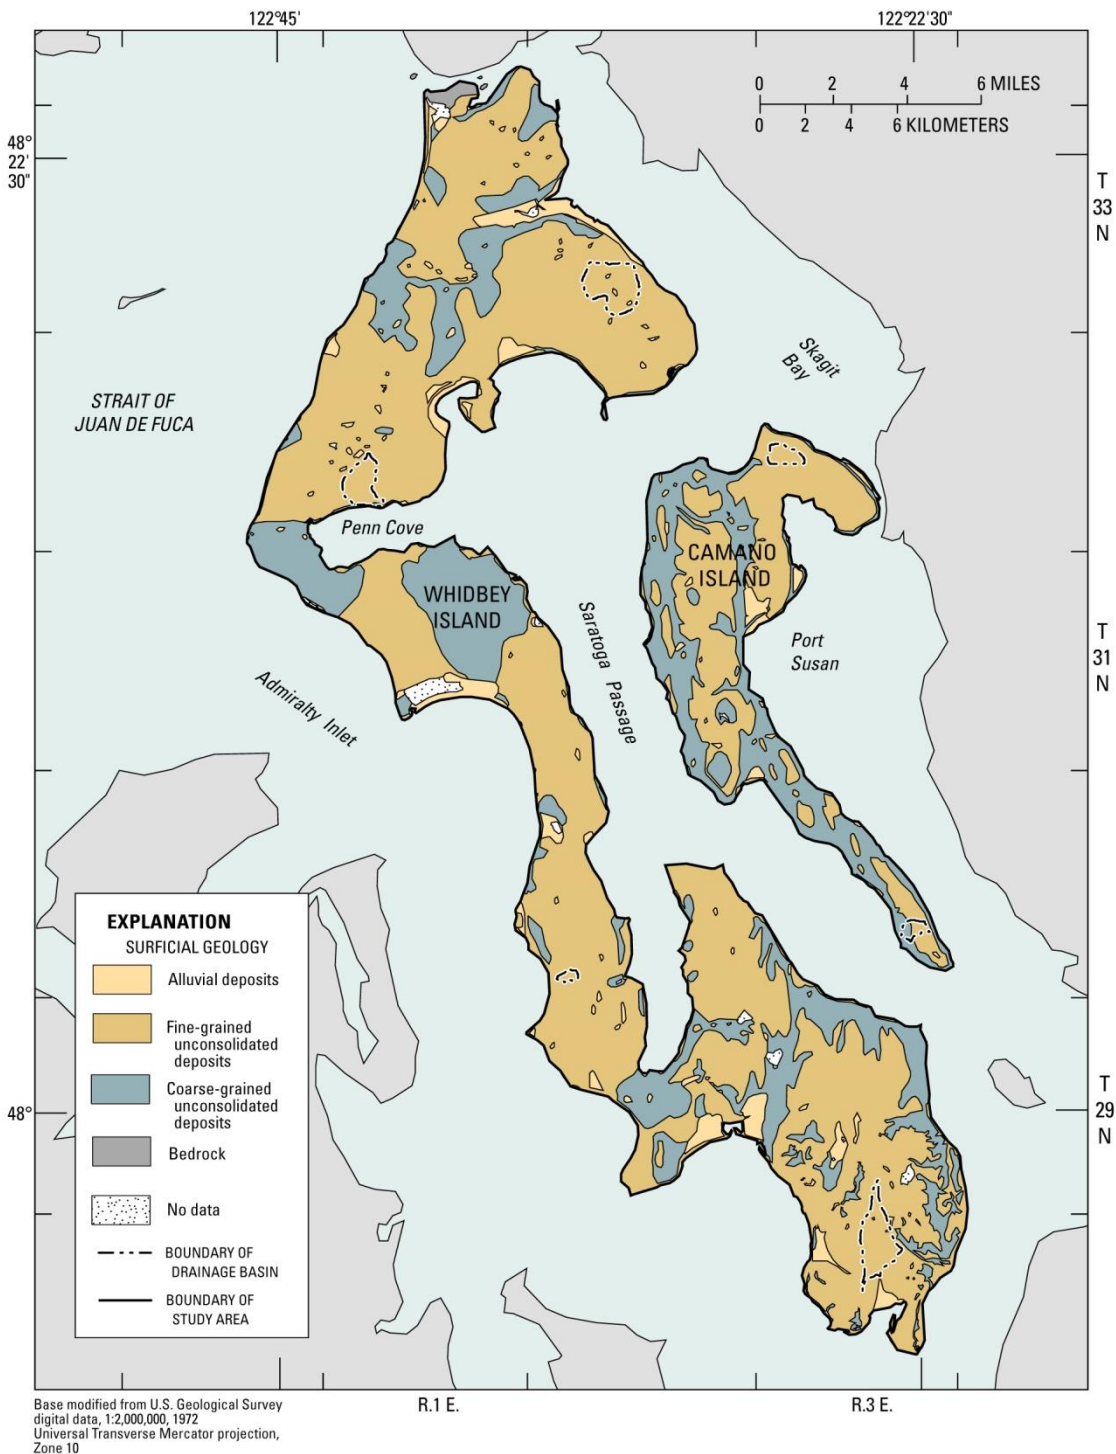 122°45'
122°22'30"
0 2 4 6 MILES
0 2 4 6 KILOMETERS
48°
22'
30"
T
33
N
STRAIT OF
JUAN DE FUCA
Skagit
Bay
Penn Cove
CAMANO
ISLAND
WHIDBEY
ISLAND
Saratoga Passage
Port
Susan
T
31
N
Admiralty Inlet
EXPLANATION
SURFICIAL GEOLOGY
Alluvial deposits
Fine-grained
unconsolidated
deposits
Coarse-grained
unconsolidated
deposits
Bedrock
No data
BOUNDARY OF
DRAINAGE BASIN
BOUNDARY OF
STUDY AREA
48°
T
29
N
R.1 E.
R.3 E.
Base modified from U.S. Geological Survey
digital data, 1:2,000,000, 1972
Universal Transverse Mercator projection,
Zone 10